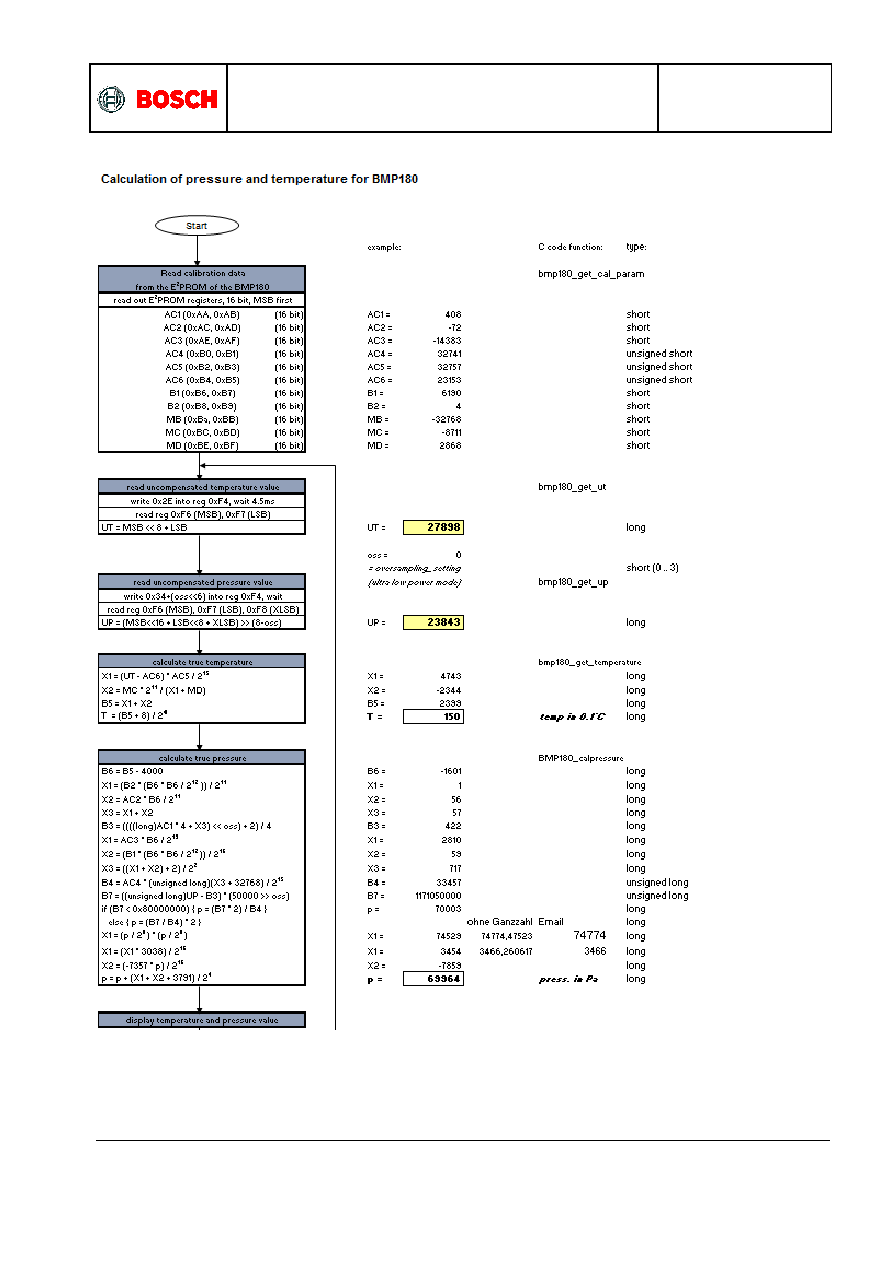 BOSCH
Calculation of pressure and temperature for BMP180
Start
example: C code function: type:
Read calibration data
from the E²PROM of the BMP180
bmp180_get_cal_param
read out E²PROM registers, 16 bit, MSB first
AC1 (0xAA, 0xAB) (16 bit) AC1 = 408 short
AC2 (0xAC, 0xAD) (16 bit) AC2 = -72 short
AC3 (0xAE, 0xAF) (16 bit) AC3 = -14383 short
AC4 (0xB0, 0xB1) (16 bit) AC4 = 32741 unsigned short
AC5 (0xB2, 0xB3) (16 bit) AC5 = 32757 unsigned short
AC6 (0xB4, 0xB5) (16 bit) AC6 = 23153 unsigned short
B1 (0xB6, 0xB7) (16 bit) B1 = 6190 short
B2 (0xB8, 0xB9) (16 bit) B2 = 4 short
MB (0xBa, 0xBB) (16 bit) MB = -32768 short
MC (0xBC, 0xBD) (16 bit) MC = -8711 short
MD (0xBE, 0xBF) (16 bit) MD = 2868 short
read uncompensated temperature value bmp180_get_ut
write 0x2E into reg 0xF4, wait 4.5ms
read reg 0xF6 (MSB), 0xF7 (LSB)
UT = MSB << 8 + LSB UT = 27898 long
oss = 0
= oversampling_setting short (0 .. 3)
read uncompensated pressure value (ultra low power mode) bmp180_get_up
write 0x34+(oss<<6) into reg 0xF4, wait
read reg 0xF6 (MSB), 0xF7 (LSB), 0xF8 (XLSB)
UP = (MSB<<16 + LSB<<8 + XLSB) >> (8-oss) UP = 23843 long
calculate true temperature bmp180_get_temperature
X1 = (UT - AC6) * AC5 / 2¹⁵ X1 = 4743 long
X2 = MC * 2¹¹ / (X1 + MD) X2 = -2344 long
B5 = X1 + X2 B5 = 2399 long
T = (B5 + 8) / 2⁴ T = 150 temp in 0.1°C long
calculate true pressure BMP180_calpressure
B6 = B5 - 4000 B6 = -1601 long
X1 = (B2 * (B6 * B6 / 2¹²)) / 2¹¹ X1 = 1 long
X2 = AC2 * B6 / 2¹¹ X2 = 56 long
X3 = X1 + X2 X3 = 57 long
B3 = ((((long)AC1 * 4 + X3) << oss) + 2) / 4 B3 = 422 long
X1 = AC3 * B6 / 2¹³ X1 = 2810 long
X2 = (B1 * (B6 * B6 / 2¹²)) / 2¹⁶ X2 = 59 long
X3 = ((X1 + X2) + 2) / 2² X3 = 717 long
B4 = AC4 * (unsigned long)(X3 + 32768) / 2¹⁵ B4 = 33457 unsigned long
B7 = ((unsigned long)UP - B3) * (50000 >> oss) B7 = 1171050000 unsigned long
if (B7 < 0x80000000) { p = (B7 * 2) / B4 } p = 70003 long
else { p = (B7 / B4) * 2 } ohne Ganzzahl Email long
X1 = (p / 2⁸) * (p / 2⁸) X1 = 74529 74774,47523 74774 long
X1 = (X1 * 3038) / 2¹⁶ X1 = 3454 3466,260617 3466 long
X2 = (-7357 * p) / 2¹⁶ X2 = -7859 long
p = p + (X1 + X2 + 3791) / 2⁴ p = 69964 press. in Pa long
display temperature and pressure value